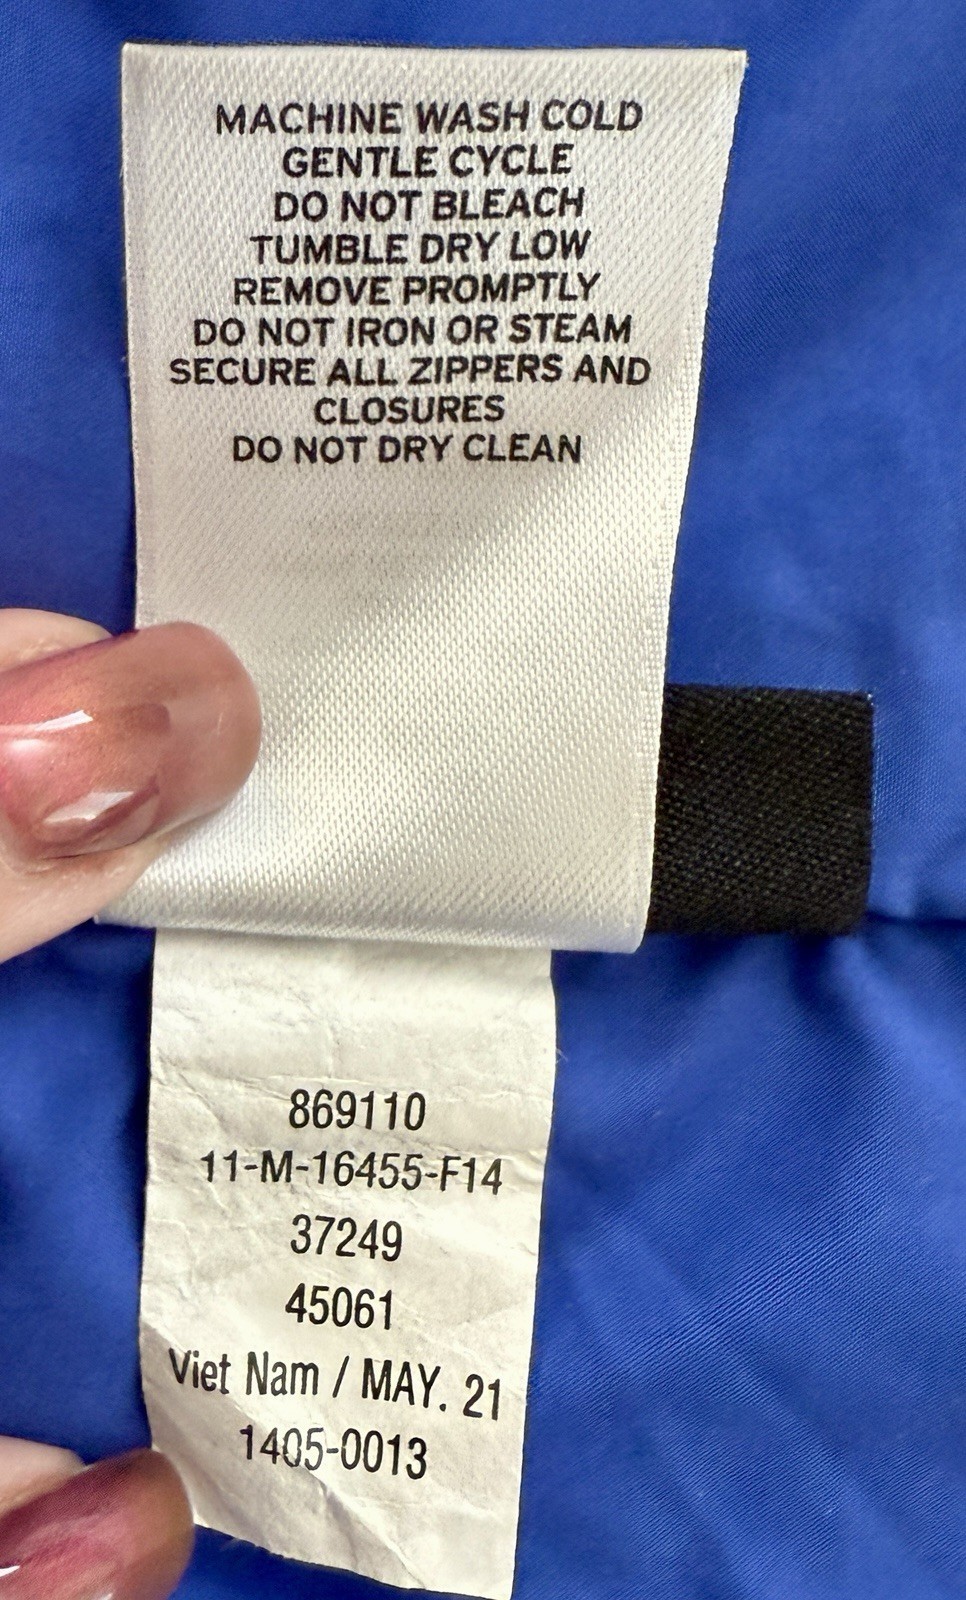 MACHINE WASH COLD
GENTLE CYCLE
DO NOT BLEACH
TUMBLE DRY LOW
REMOVE PROMPTLY
DO NOT IRON OR STEAM
SECURE ALL ZIPPERS AND
CLOSURES
DO NOT DRY CLEAN
869110
11-M-16455-F14
37249
45061
Viet Nam / MAY. 21
1405-0013